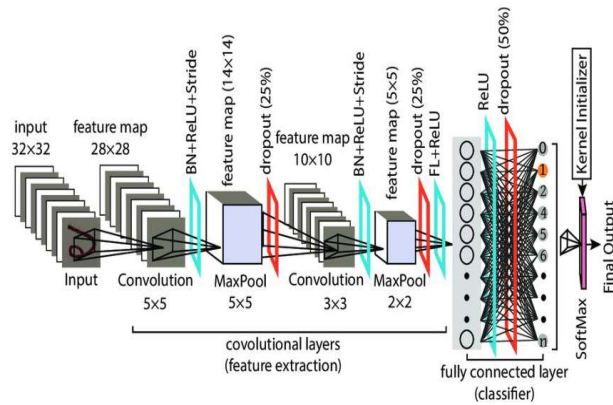 input
32×32
feature map
28×28
BN+ReLU+Stride
feature map (14×14)
dropout (25%)
feature map
10×10
BN+ReLU+Stride
feature map (5×5)
dropout (25%)
FL+ReLU
ReLU
dropout (50%)
Kernel Initializer
0
1
2
4
5
6
n
Input
Convolution
5×5
MaxPool
5×5
Convolution
3×3
MaxPool
2×2
SoftMax
Final Output
covolutional layers
(feature extraction)
fully connected layer
(classifier)